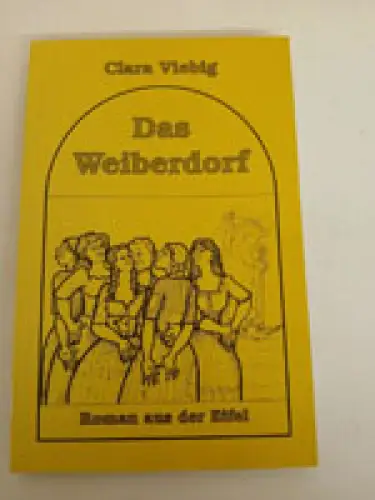 Clara Viebig
Das
Weiberdorf
Roman aus der Eifel